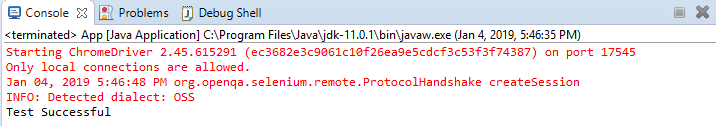 Console Problems Debug Shell
<terminated> App [Java Application] C:\Program Files\Java\jdk-11.0.1\bin\javaw.exe (Jan 4, 2019, 5:46:35 PM)
Starting ChromeDriver 2.45.615291 (ec3682e3c9061c10f26ea9e5cdcf3c53f3f74387) on port 17545
Only local connections are allowed.
Jan 04, 2019 5:46:48 PM org.openqa.selenium.remote.ProtocolHandshake createSession
INFO: Detected dialect: OSS
Test Successful